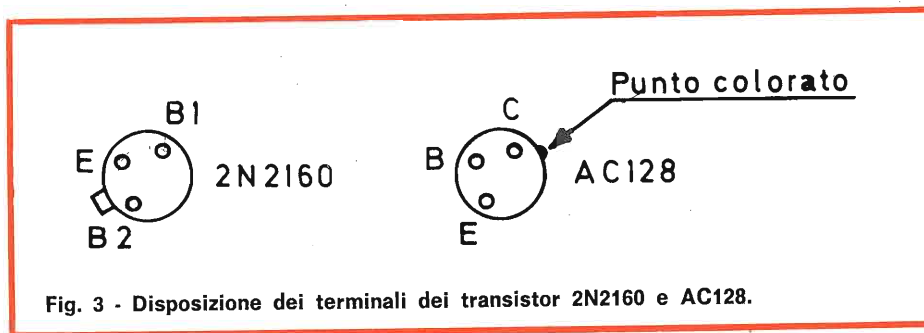 Punto colorato
B1
C
E
2N2160
B
AC128
B2
E
Fig. 3 - Disposizione dei terminali dei transistor 2N2160 e AC128.